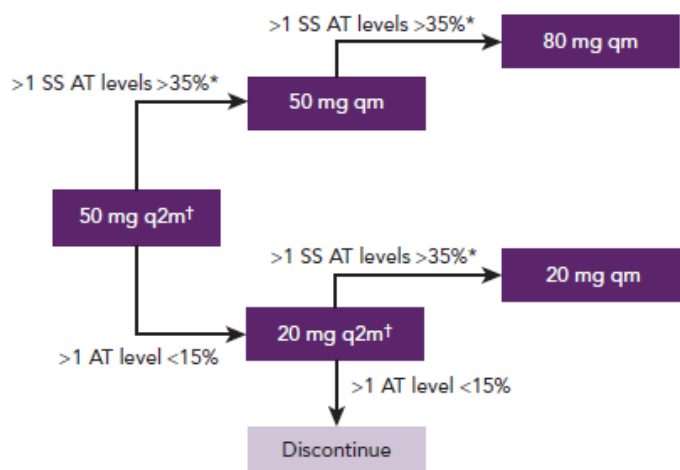 >1 SS AT levels >35%*
80 mg qm
>1 SS AT levels >35%*
50 mg qm
50 mg q2m†
>1 SS AT levels >35%*
20 mg qm
20 mg q2m†
>1 AT level <15%
>1 AT level <15%
Discontinue